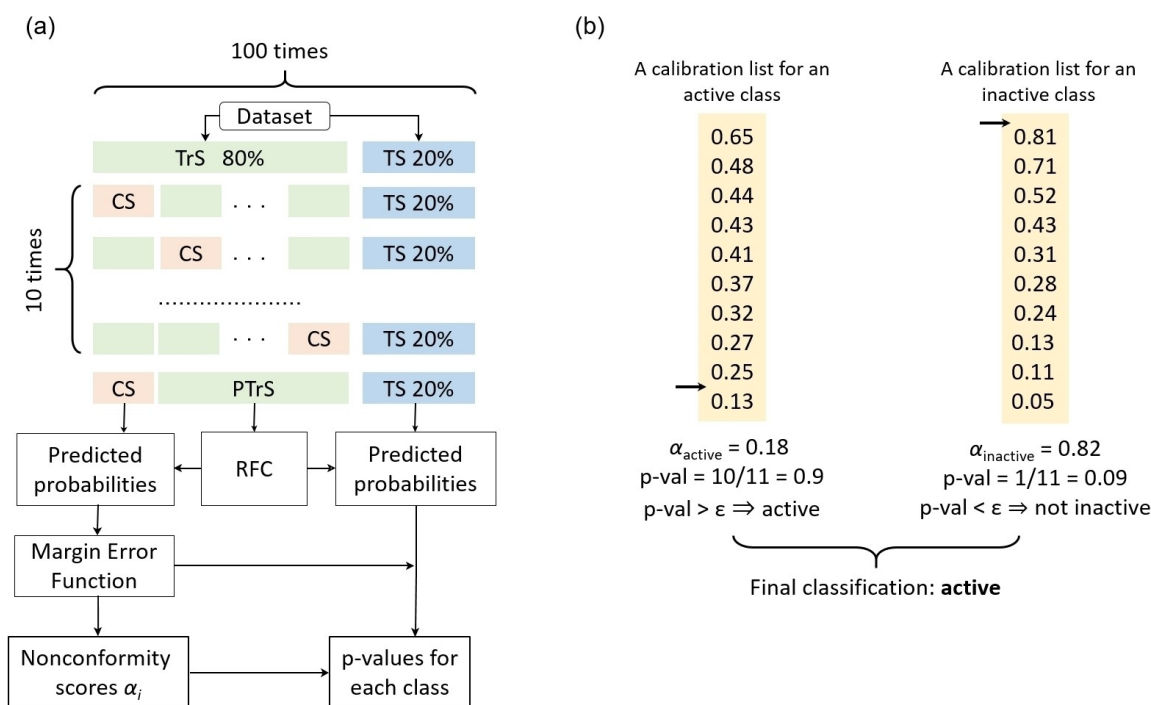 (a)
100 times
Dataset
TrS 80%
TS 20%
CS
. . .
TS 20%
CS
. . .
TS 20%
10 times
.....................
. . .
CS
TS 20%
CS
PTrS
TS 20%
Predicted
probabilities
RFC
Predicted
probabilities
Margin Error
Function
Nonconformity
scores αi
p-values for
each class
(b)
A calibration list for an
active class
0.65
0.48
0.44
0.43
0.41
0.37
0.32
0.27
0.25
0.13
αactive = 0.18
p-val = 10/11 = 0.9
p-val > ε ⇒ active
A calibration list for an
inactive class
0.81
0.71
0.52
0.43
0.31
0.28
0.24
0.13
0.11
0.05
αinactive = 0.82
p-val = 1/11 = 0.09
p-val < ε ⇒ not inactive
Final classification: active